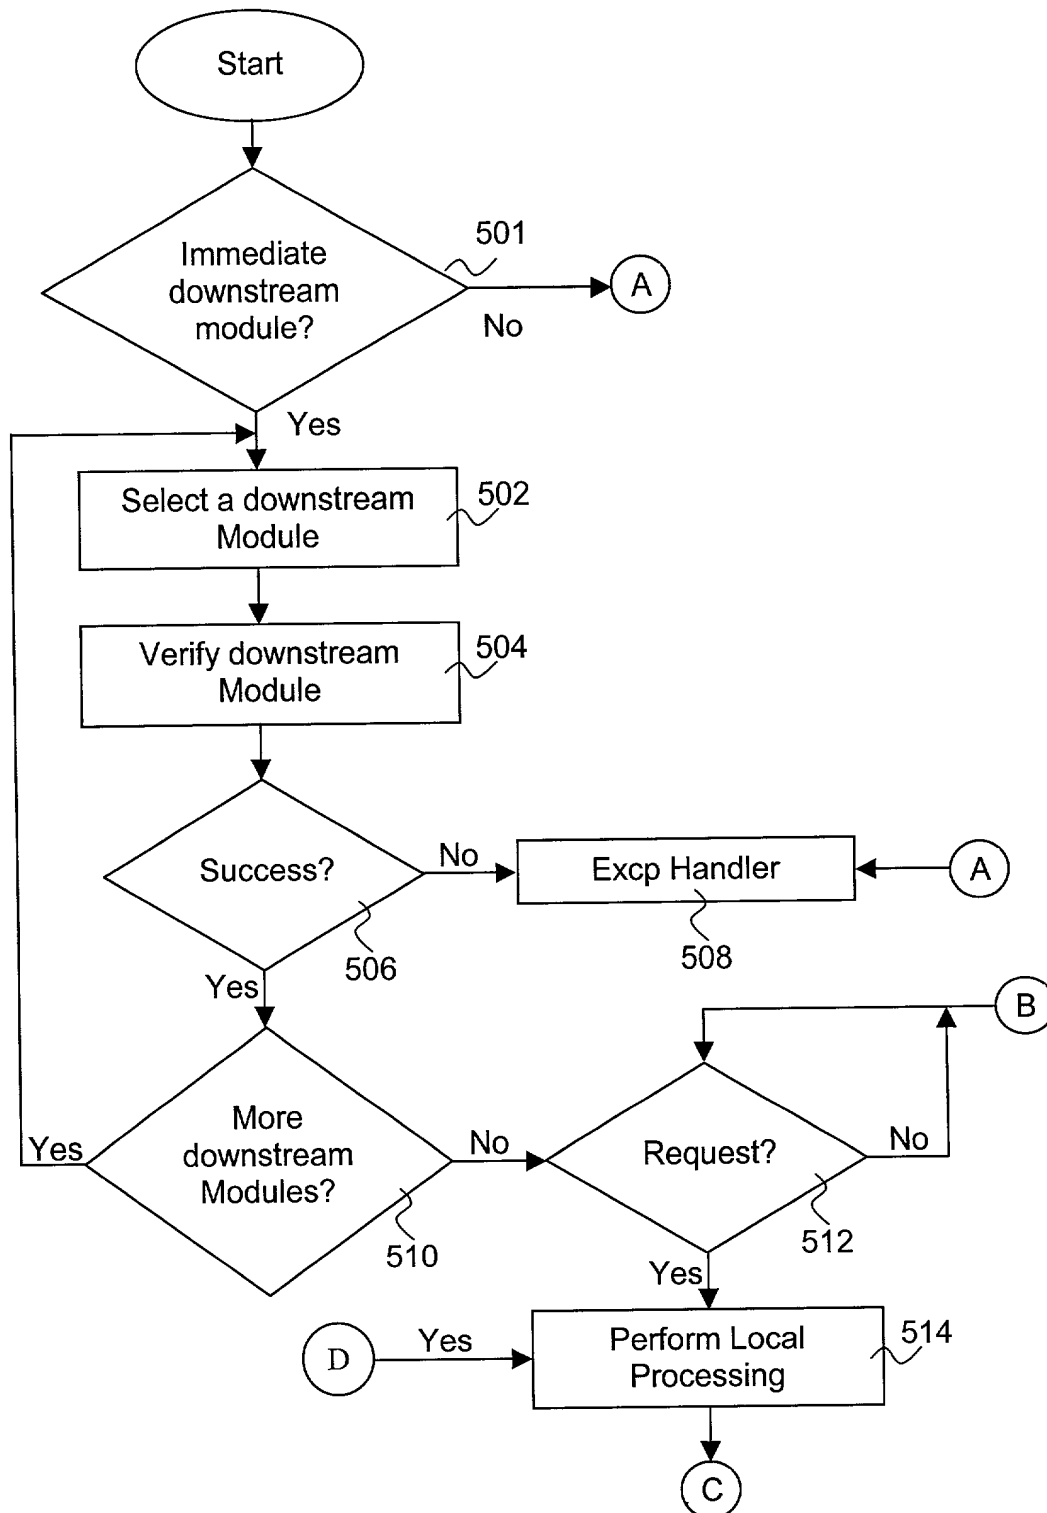 Start
501
Immediate
downstream
module?
A
No
Yes
Select a downstream
Module
502
Verify downstream
Module
504
Success?
No
Excp Handler
A
506
508
Yes
B
More
downstream
Modules?
Yes
No
Request?
No
510
512
Yes
D
Yes
Perform Local
Processing
514
C